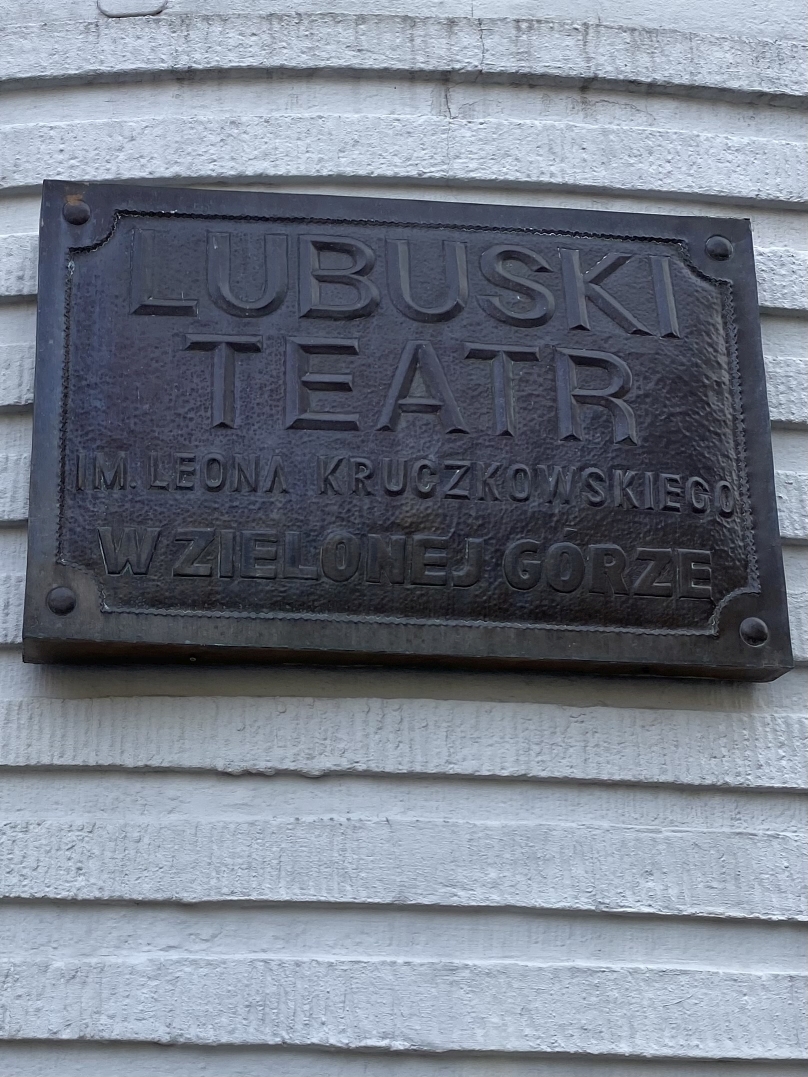 LUBUSKI
TEATR
IM. LEONA KRUCZKOWSKIEGO
W ZIELONEJ GÓRZE